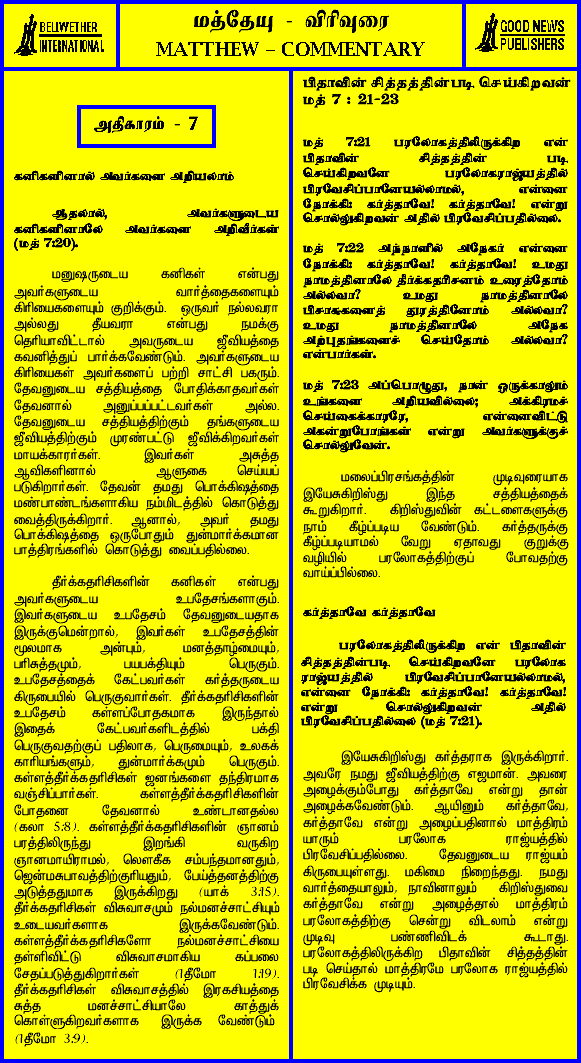 BELLWETHER
INTERNATIONAL
மத்தேயு - விரிவுரை
MATTHEW – COMMENTARY
GOOD NEWS
PUBLISHERS
அதிகாரம் - 7
கனிகளினால் அவர்களை அறியலாம்
ஆதலால், அவர்களுடைய
கனிகளினாலே அவர்களை அறிவீர்கள்
(மத் 7:20).
மனுஷருடைய கனிகள் என்பது
அவர்களுடைய வார்த்தைகளையும்
கிரியைகளையும் குறிக்கும். ஒருவர் நல்லவரா
அல்லது தீயவரா என்பது நமக்கு
தெரியாவிட்டால் அவருடைய ஜீவியத்தை
கவனித்துப் பார்க்கவேண்டும். அவர்களுடைய
கிரியைகள் அவர்களைப் பற்றி சாட்சி பகரும்.
தேவனுடைய சத்தியத்தை போதிக்காதவர்கள்
தேவனால் அனுப்பப்பட்டவர்கள் அல்ல.
தேவனுடைய சத்தியத்திற்கும் தங்களுடைய
ஜீவியத்திற்கும் முரண்பட்டு ஜீவிக்கிறவர்கள்
மாயக்காரர்கள். இவர்கள் அசுத்த
ஆவிகளினால் ஆளுகை செய்யப்
படுகிறார்கள். தேவன் தமது பொக்கிஷத்தை
மண்பாண்டங்களாகிய நம்மிடத்தில் கொடுத்து
வைத்திருக்கிறார். ஆனால், அவர் தமது
பொக்கிஷத்தை ஒருபோதும் துன்மார்க்கமான
பாத்திரங்களில் கொடுத்து வைப்பதில்லை.
தீர்க்கதரிசிகளின் கனிகள் என்பது
அவர்களுடைய உபதேசங்களாகும்.
இவர்களுடைய உபதேசம் தேவனுடையதாக
இருக்குமென்றால், இவர்கள் உபதேசத்தின்
மூலமாக அன்பும், மனத்தாழ்மையும்,
பரிசுத்தமும், பயபக்தியும் பெருகும்.
உபதேசத்தைக் கேட்பவர்கள் கர்த்தருடைய
கிருபையில் பெருகுவார்கள். தீர்க்கதரிசிகளின்
உபதேசம் கள்ளப்போதகமாக இருந்தால்
இதைக் கேட்பவர்களிடத்தில் பக்தி
பெருகுவதற்குப் பதிலாக, பெருமையும், உலகக்
காரியங்களும், துன்மார்க்கமும் பெருகும்.
கள்ளத்தீர்க்கதரிசிகள் ஜனங்களை தந்திரமாக
வஞ்சிப்பார்கள். கள்ளத்தீர்க்கதரிசிகளின்
போதனை தேவனால் உண்டானதல்ல
(கலா 5:8). கள்ளத்தீர்க்கதரிசிகளின் ஞானம்
பரத்திலிருந்து இறங்கி வருகிற
ஞானமாயிராமல், லௌகீக சம்பந்தமானதும்,
ஜென்மசுபாவத்திற்குரியதும், பேய்த்தனத்திற்கு
அடுத்ததுமாக இருக்கிறது (யாக் 3:15).
தீர்க்கதரிசிகள் விசுவாசமும் நல்மனச்சாட்சியும்
உடையவர்களாக இருக்கவேண்டும்.
கள்ளத்தீர்க்கதரிசிகளோ நல்மனச்சாட்சியை
தள்ளிவிட்டு விசுவாசமாகிய கப்பலை
சேதப்படுத்துகிறார்கள் (1தீமோ 1:19).
தீர்க்கதரிசிகள் விசுவாசத்தில் இரகசியத்தை
சுத்த மனச்சாட்சியாலே காத்துக்
கொள்ளுகிறவர்களாக இருக்க வேண்டும்
(1தீமோ 3:9).
பிதாவின் சித்தத்தின்படி செய்கிறவன்
மத் 7 : 21-23
மத் 7:21 பரலோகத்திலிருக்கிற என்
பிதாவின் சித்தத்தின் படி
செய்கிறவனே பரலோகராஜ்யத்தில்
பிரவேசிப்பானேயல்லாமல், என்னை
நோக்கி: கர்த்தாவே! கர்த்தாவே! என்று
சொல்லுகிறவன் அதில் பிரவேசிப்பதில்லை.
மத் 7:22 அந்நாளில் அநேகர் என்னை
நோக்கி: கர்த்தாவே! கர்த்தாவே! உமது
நாமத்தினாலே தீர்க்கதரிசனம் உரைத்தோம்
அல்லவா? உமது நாமத்தினாலே
பிசாசுகளைத் துரத்தினோம் அல்லவா?
உமது நாமத்தினாலே அநேக
அற்புதங்களைச் செய்தோம் அல்லவா?
என்பார்கள்.
மத் 7:23 அப்பொழுது, நான் ஒருக்காலும்
உங்களை அறியவில்லை; அக்கிரமச்
செய்கைக்காரரே, என்னைவிட்டு
அகன்றுபோங்கள் என்று அவர்களுக்குச்
சொல்லுவேன்.
மலைப்பிரசங்கத்தின் முடிவுரையாக
இயேசுகிறிஸ்து இந்த சத்தியத்தைக்
கூறுகிறார். கிறிஸ்துவின் கட்டளைகளுக்கு
நாம் கீழ்ப்படிய வேண்டும். கர்த்தருக்கு
கீழ்ப்படியாமல் வேறு ஏதாவது குறுக்கு
வழியில் பரலோகத்திற்குப் போவதற்கு
வாய்ப்பில்லை.
கர்த்தாவே கர்த்தாவே
பரலோகத்திலிருக்கிற என் பிதாவின்
சித்தத்தின்படி செய்கிறவனே பரலோக
ராஜ்யத்தில் பிரவேசிப்பானேயல்லாமல்,
என்னை நோக்கி: கர்த்தாவே! கர்த்தாவே!
என்று சொல்லுகிறவன் அதில்
பிரவேசிப்பதில்லை (மத் 7:21).
இயேசுகிறிஸ்து கர்த்தராக இருக்கிறார்.
அவரே நமது ஜீவியத்திற்கு எஜமான். அவரை
அழைக்கும்போது கர்த்தாவே என்று தான்
அழைக்கவேண்டும். ஆயினும் கர்த்தாவே,
கர்த்தாவே என்று அழைப்பதினால் மாத்திரம்
யாரும் பரலோக ராஜ்யத்தில்
பிரவேசிப்பதில்லை. தேவனுடைய ராஜ்யம்
கிருபையுள்ளது. மகிமை நிறைந்தது. நமது
வார்த்தையாலும், நாவினாலும் கிறிஸ்துவை
கர்த்தாவே என்று அழைத்தால் மாத்திரம்
பரலோகத்திற்கு சென்று விடலாம் என்று
முடிவு பண்ணிவிடக் கூடாது.
பரலோகத்திலிருக்கிற பிதாவின் சித்தத்தின்
படி செய்தால் மாத்திரமே பரலோக ராஜ்யத்தில்
பிரவேசிக்க முடியும்.